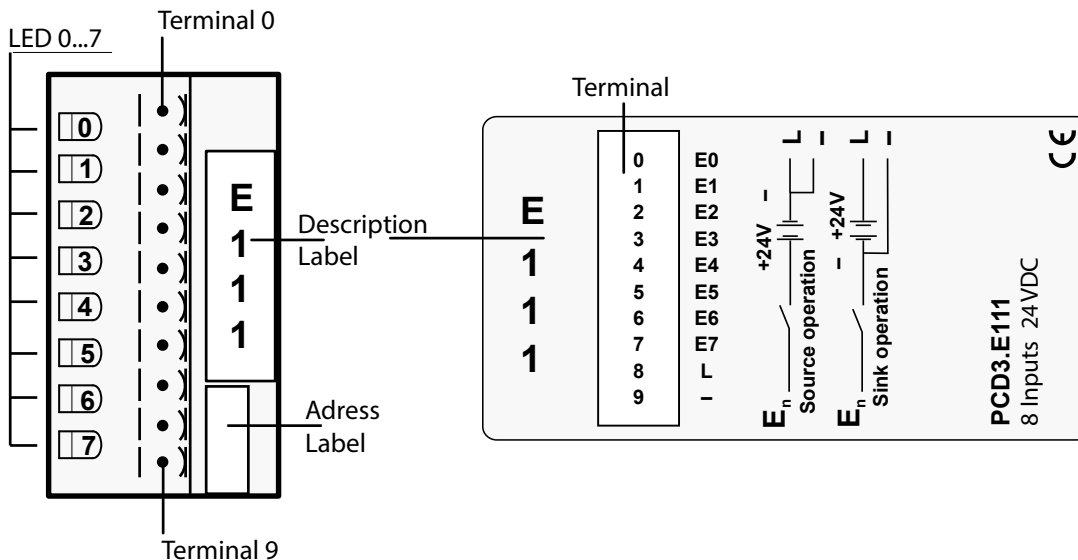 LED 0...7
Terminal 0
0
1
2
3
4
5
6
7
E
1
1
1
Description
Label
Adress
Label
Terminal 9
Terminal
E
1
1
1
0 E0
1 E1
2 E2
3 E3
4 E4
5 E5
6 E6
7 E7
8 L
9 –
L –
+24V –
En
Source operation
L –
– +24V
En
Sink operation
PCD3.E111
8 Inputs 24VDC
CE